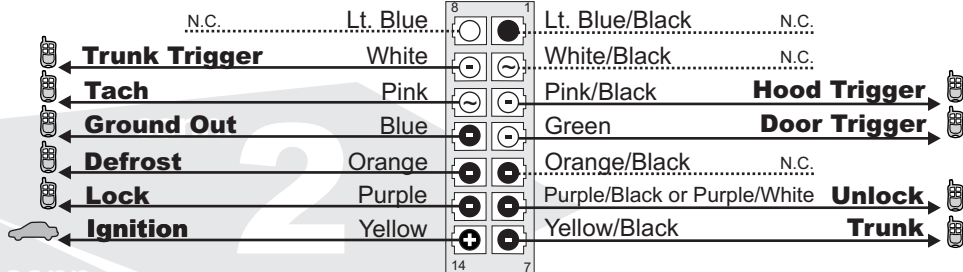 8 1
N.C. Lt. Blue Lt. Blue/Black N.C.
Trunk Trigger White White/Black N.C.
Tach Pink Pink/Black Hood Trigger
Ground Out Blue Green Door Trigger
Defrost Orange Orange/Black N.C.
Lock Purple Purple/Black or Purple/White Unlock
Ignition Yellow Yellow/Black Trunk
14 7
2